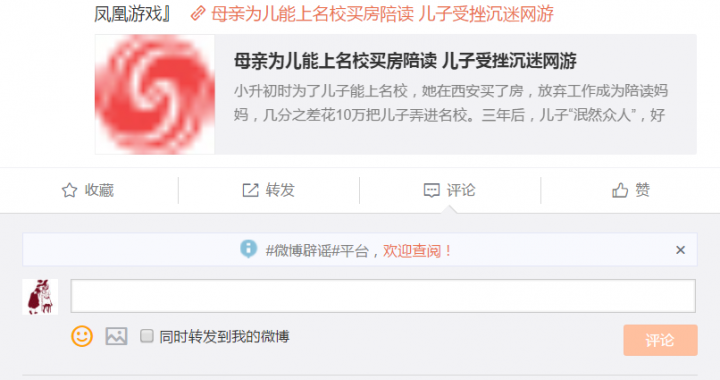 凤凰游戏』 母亲为儿能上名校买房陪读 儿子受挫沉迷网游
母亲为儿能上名校买房陪读 儿子受挫沉迷网游
小升初时为了儿子能上名校，她在西安买了房，放弃工作成为陪读妈
妈，几分之差花10万把儿子弄进名校。三年后，儿子“泯然众人”，好
收藏 转发 评论 赞
#微博辟谣#平台，欢迎查阅！
同时转发到我的微博 评论